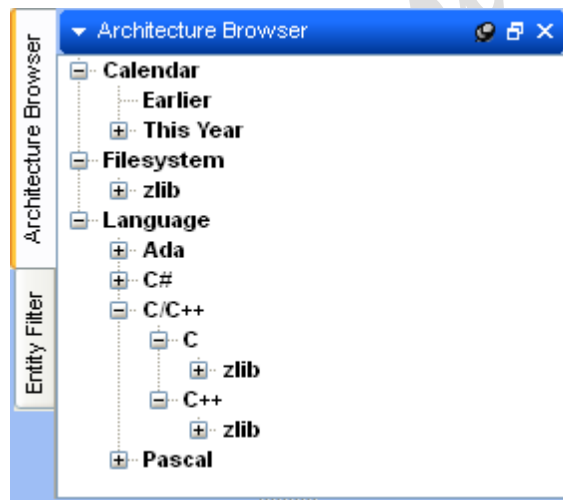 Architecture Browser
Entity Filter
Architecture Browser
Calendar
Earlier
This Year
Filesystem
zlib
Language
Ada
C#
C/C++
C
zlib
C++
zlib
Pascal